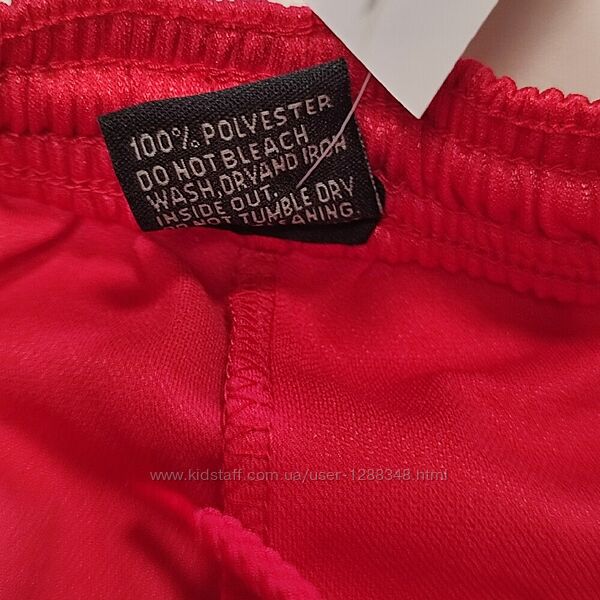 100% POLYESTER
DO NOT BLEACH
WASH, DRY AND IRON
INSIDE OUT.
DO NOT TUMBLE DRY
www.kidstaff.com.ua/user-1288348.html